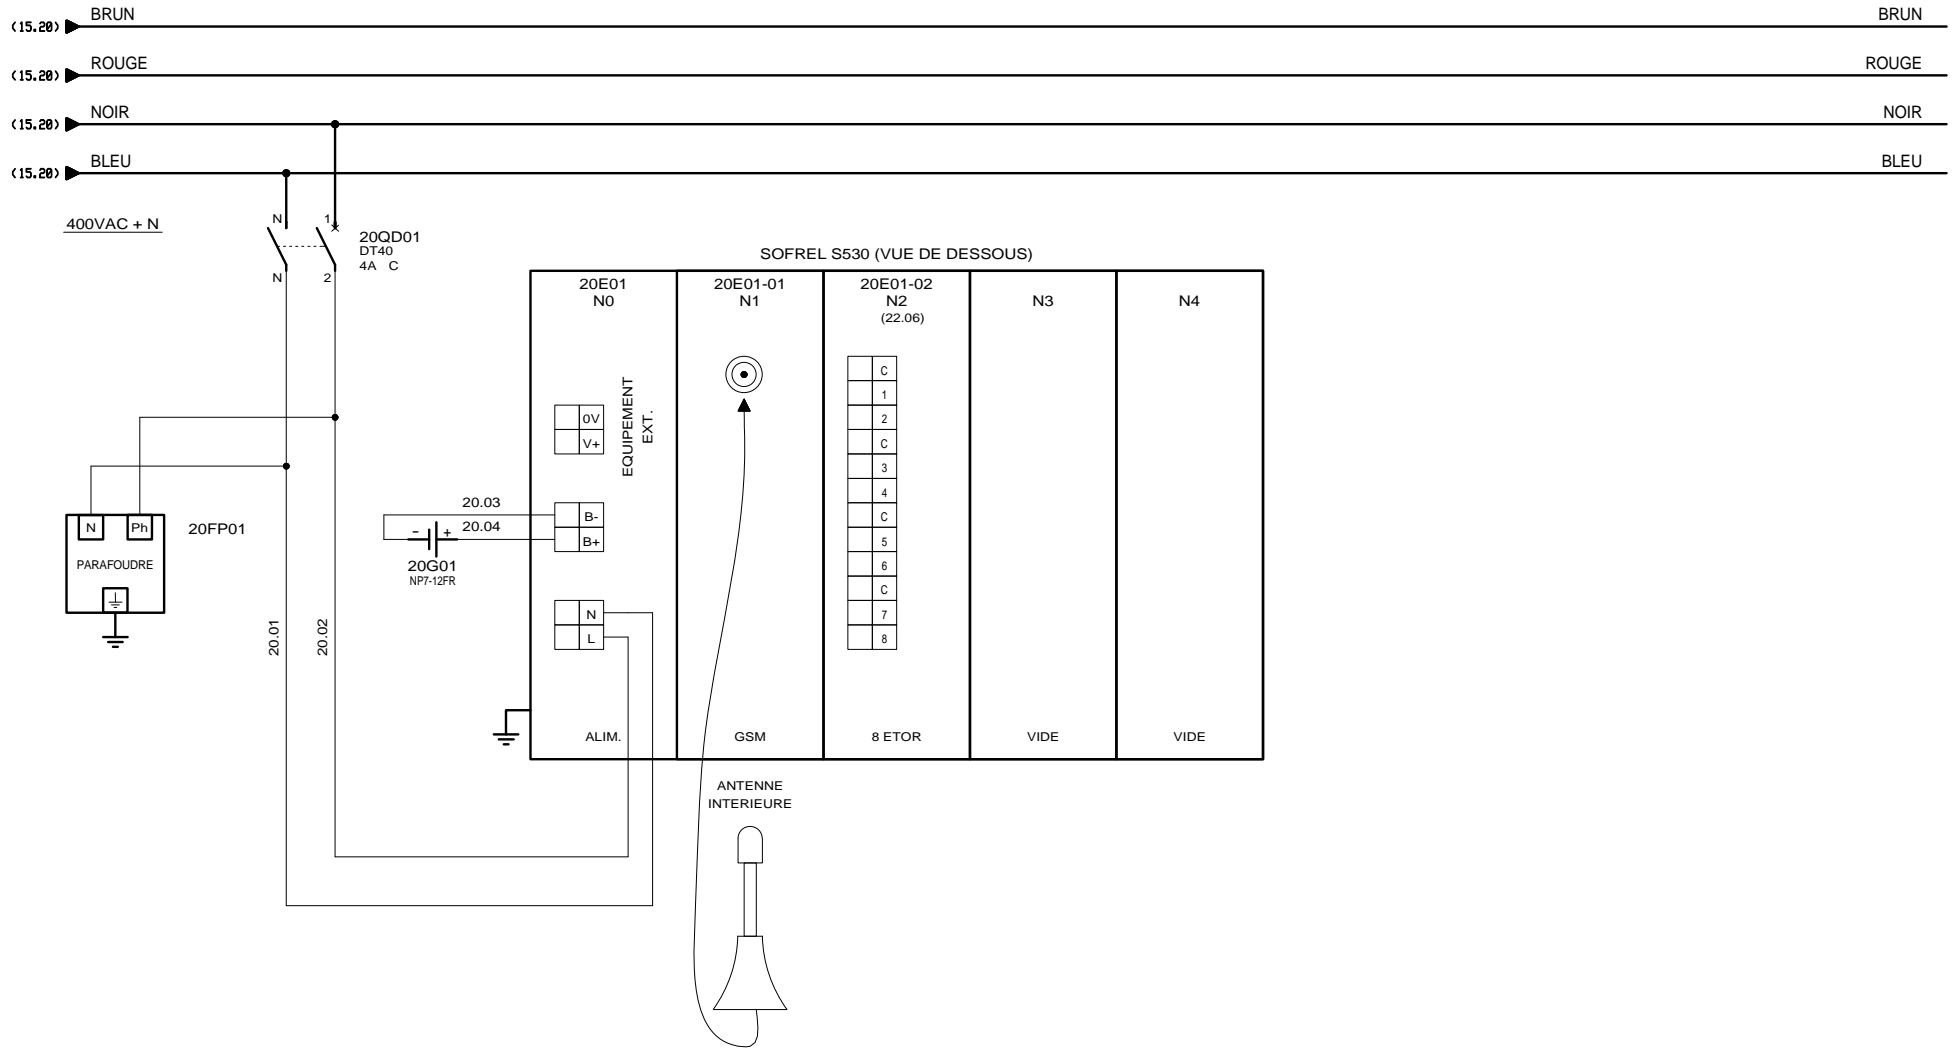 BRUN
BRUN
(15.20)
ROUGE
ROUGE
(15.20)
NOIR
NOIR
(15.20)
BLEU
BLEU
(15.20)
400VAC + N
N
1
20QD01
DT40
4A C
N
2
SOFREL S530 (VUE DE DESSOUS)
20E01
N0
20E01-01
N1
20E01-02
N2
(22.06)
N3
N4
EQUIPEMENT
EXT.
0V
V+
C
1
2
C
3
4
C
5
6
C
7
8
20.03
20.04
B-
B+
- +
20G01
NP7-12FR
N
Ph
20FP01
PARAFOUDRE
20.01
20.02
N
L
ALIM.
GSM
8 ETOR
VIDE
VIDE
ANTENNE
INTERIEURE